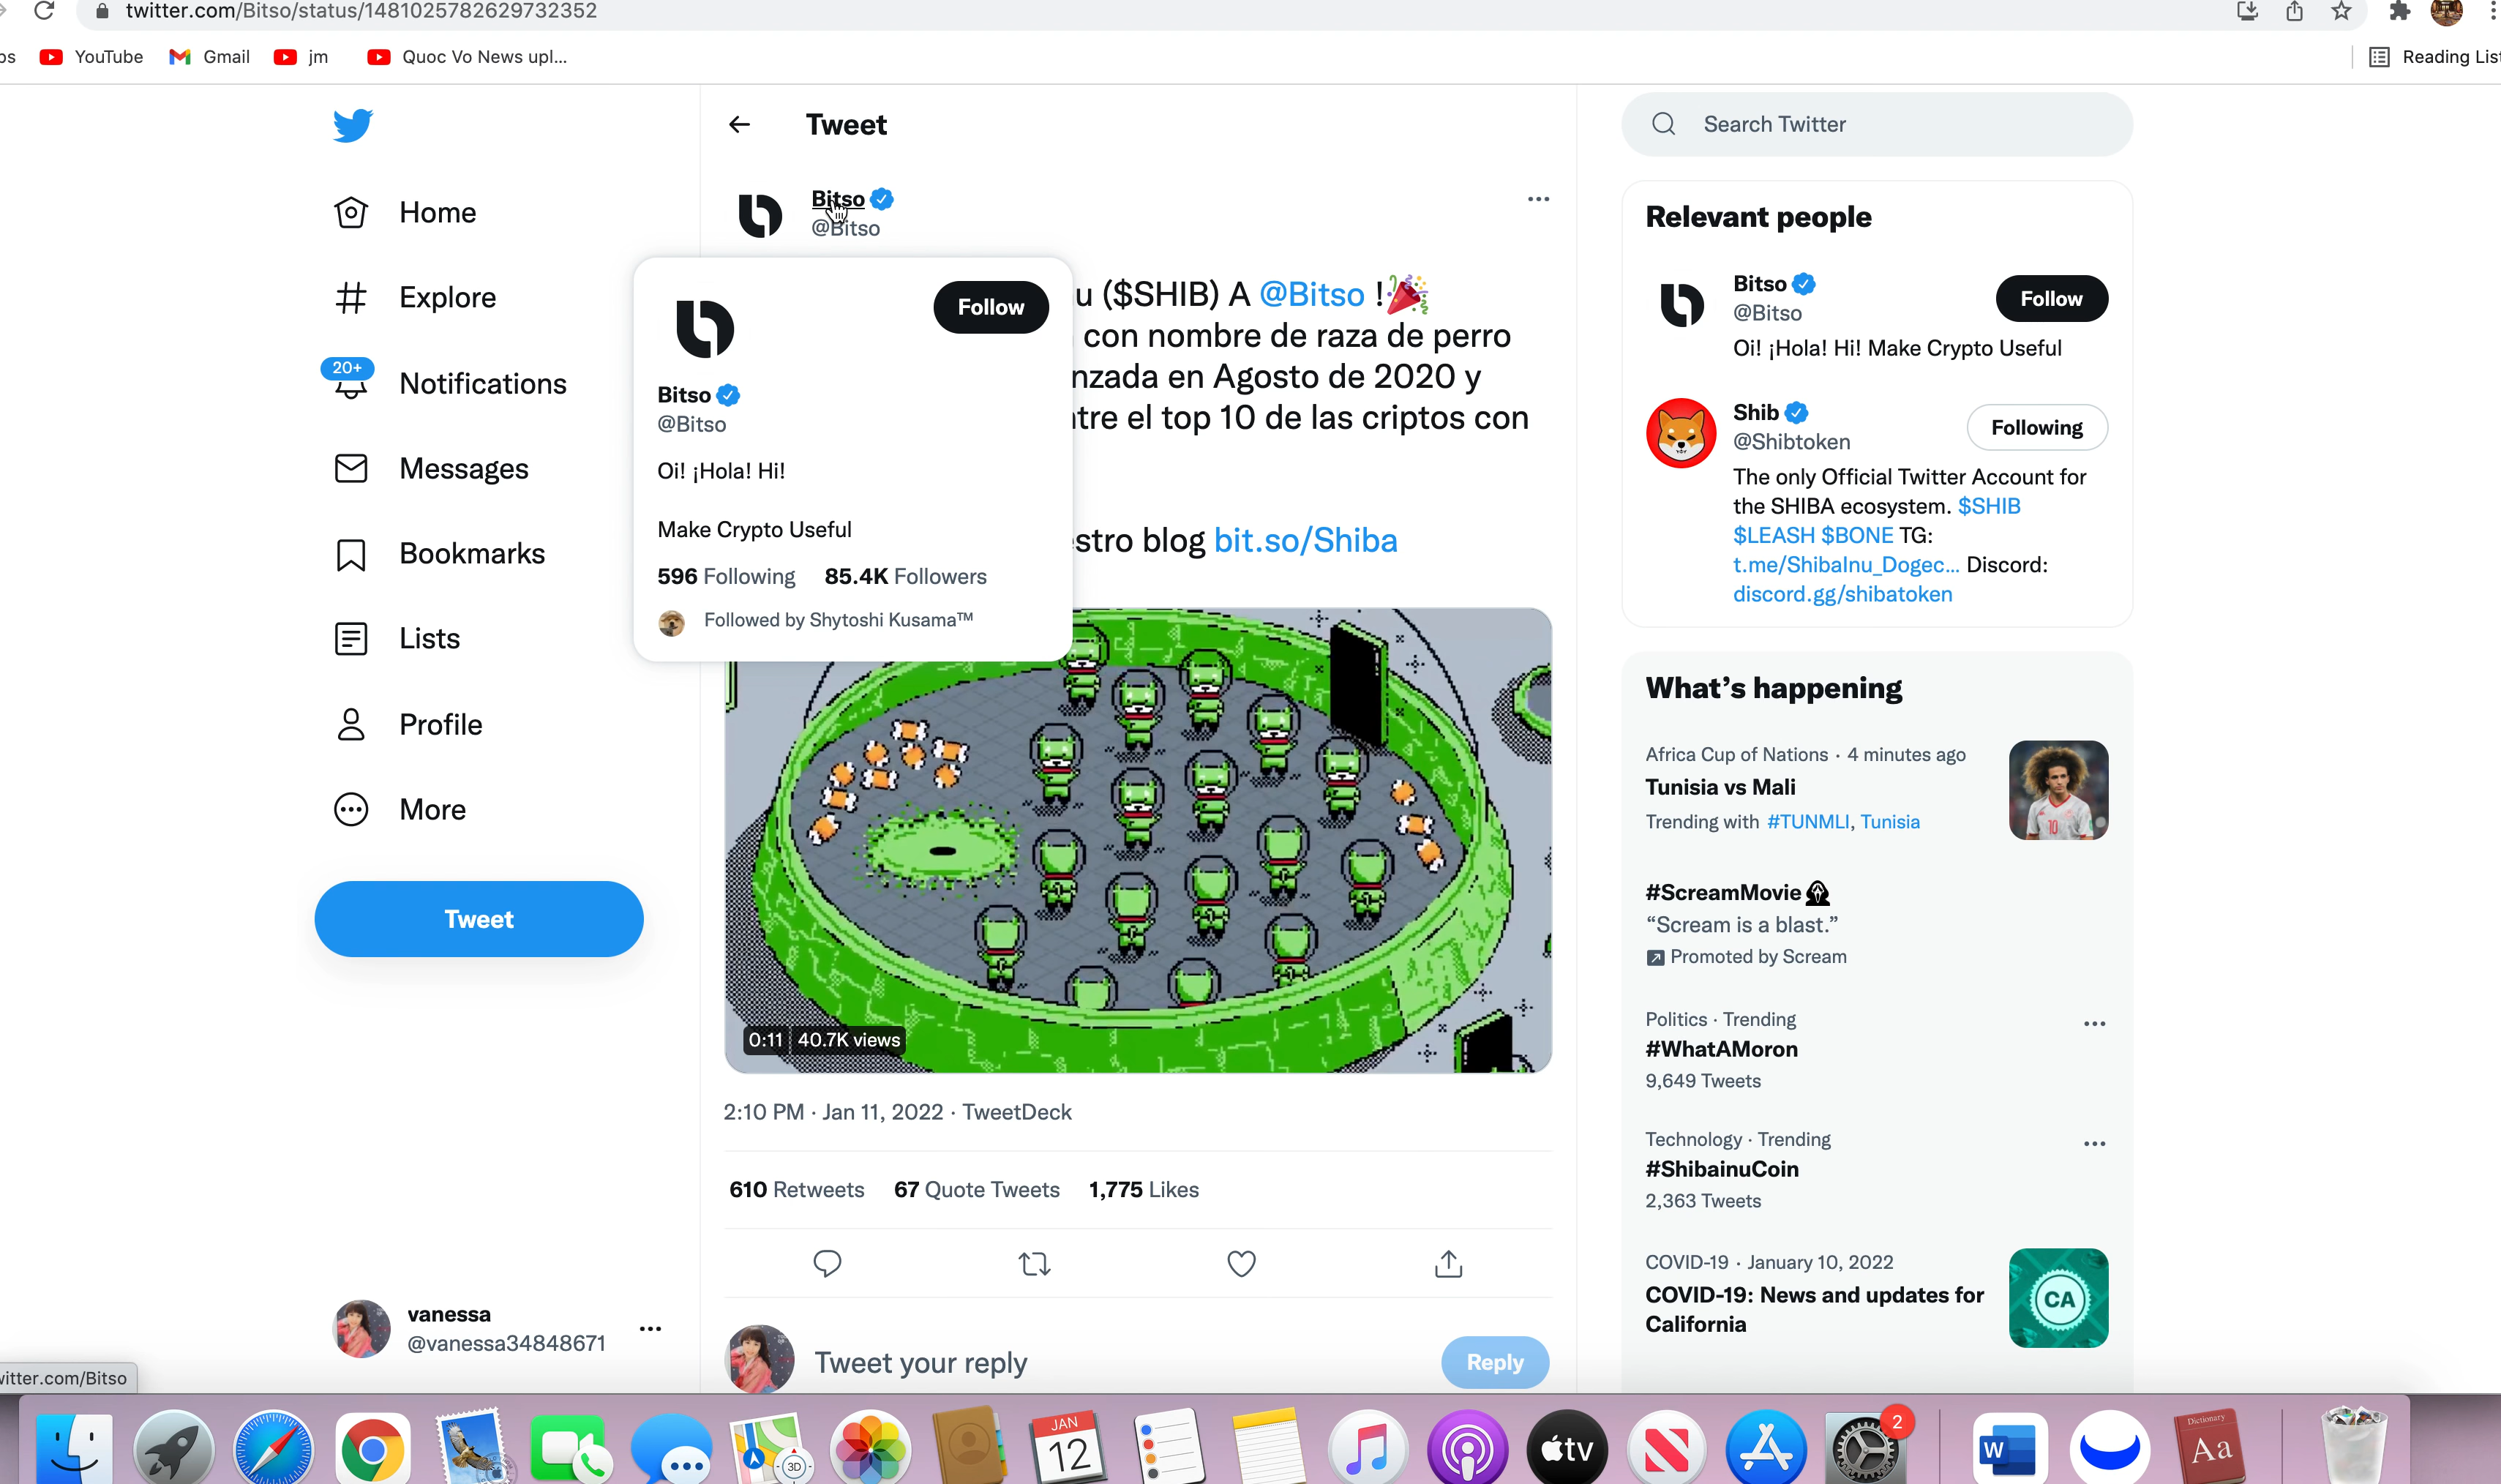 twitter.com/Bitso/status/1481025782629732352
YouTube
Gmail
jm
Quoc Vo News upl...
Reading List
Home
Explore
20+
Notifications
Messages
Bookmarks
Lists
Profile
More
Tweet
vanessa
@vanessa34848671
witter.com/Bitso
Tweet
Bitso
@Bitso
u ($SHIB) A @Bitso !🎉
con nombre de raza de perro
nzada en Agosto de 2020 y
ntre el top 10 de las criptos con
estro blog bit.so/Shiba
Follow
Bitso
@Bitso
Oi! ¡Hola! Hi!
Make Crypto Useful
596 Following 85.4K Followers
Followed by Shytoshi Kusama™
0:11 40.7K views
2:10 PM · Jan 11, 2022 · TweetDeck
610 Retweets 67 Quote Tweets 1,775 Likes
Tweet your reply
Reply
Search Twitter
Relevant people
Bitso
@Bitso
Follow
Oi! ¡Hola! Hi! Make Crypto Useful
Shib
@Shibtoken
Following
The only Official Twitter Account for
the SHIBA ecosystem. $SHIB
$LEASH $BONE TG:
t.me/ShibaInu_Dogec... Discord:
discord.gg/shibatoken
What's happening
Africa Cup of Nations · 4 minutes ago
Tunisia vs Mali
Trending with #TUNMLI, Tunisia
10
#ScreamMovie
“Scream is a blast.”
Promoted by Scream
Politics · Trending
#WhatAMoron
9,649 Tweets
Technology · Trending
#ShibainuCoin
2,363 Tweets
COVID-19 · January 10, 2022
COVID-19: News and updates for
California
CA
3D
JAN
12
tv
2
W
Dictionary
Aa